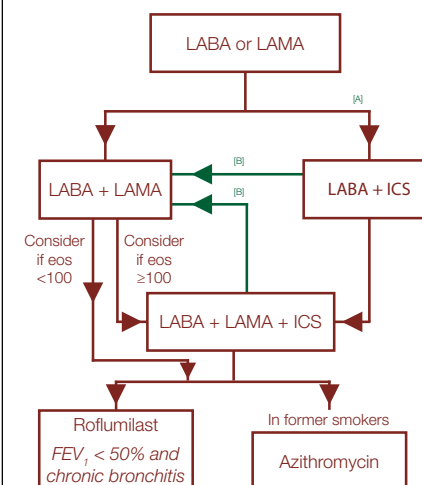 LABA or LAMA
[A]
[B]
LABA + LAMA
LABA + ICS
[B]
Consider
if eos
<100
Consider
if eos
≥100
LABA + LAMA + ICS
Roflumilast
FEV₁ < 50% and
chronic bronchitis
In former smokers
Azithromycin